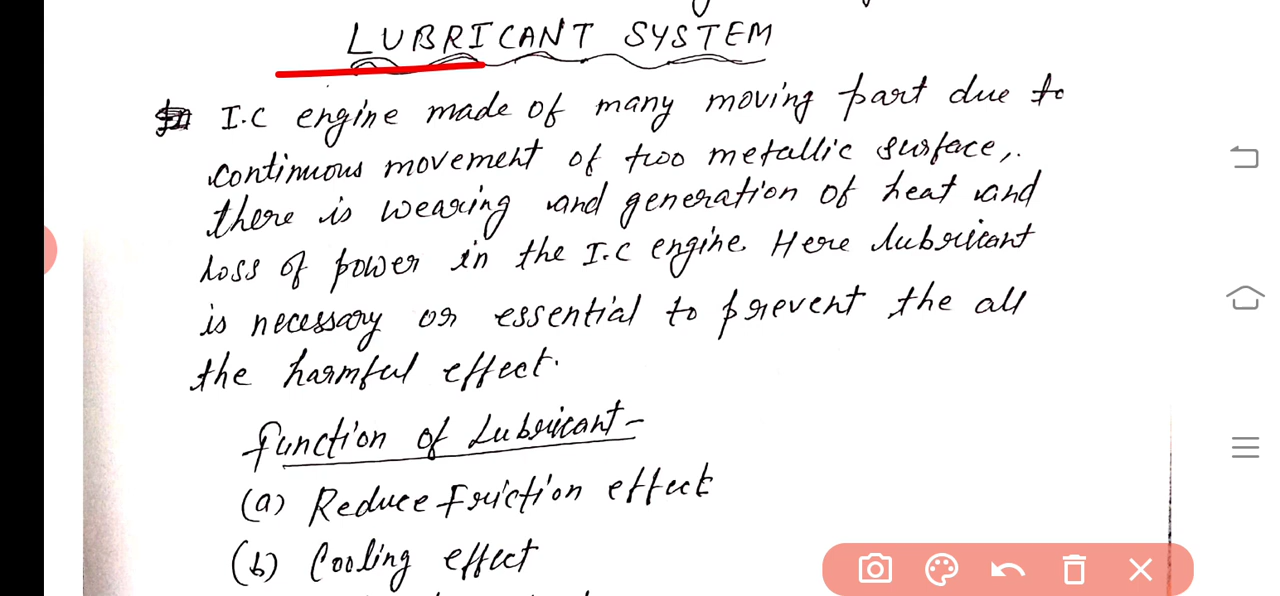 LUBRICANT SYSTEM
I.C engine made of many moving part due to
continuous movement of two metallic surface,.
there is wearing and generation of heat and
loss of power in the I.C engine. Here lubricant
is necessary or essential to prevent the all
the harmful effect.
function of Lubricant-
(a) Reduce Friction effect
(b) Cooling effect